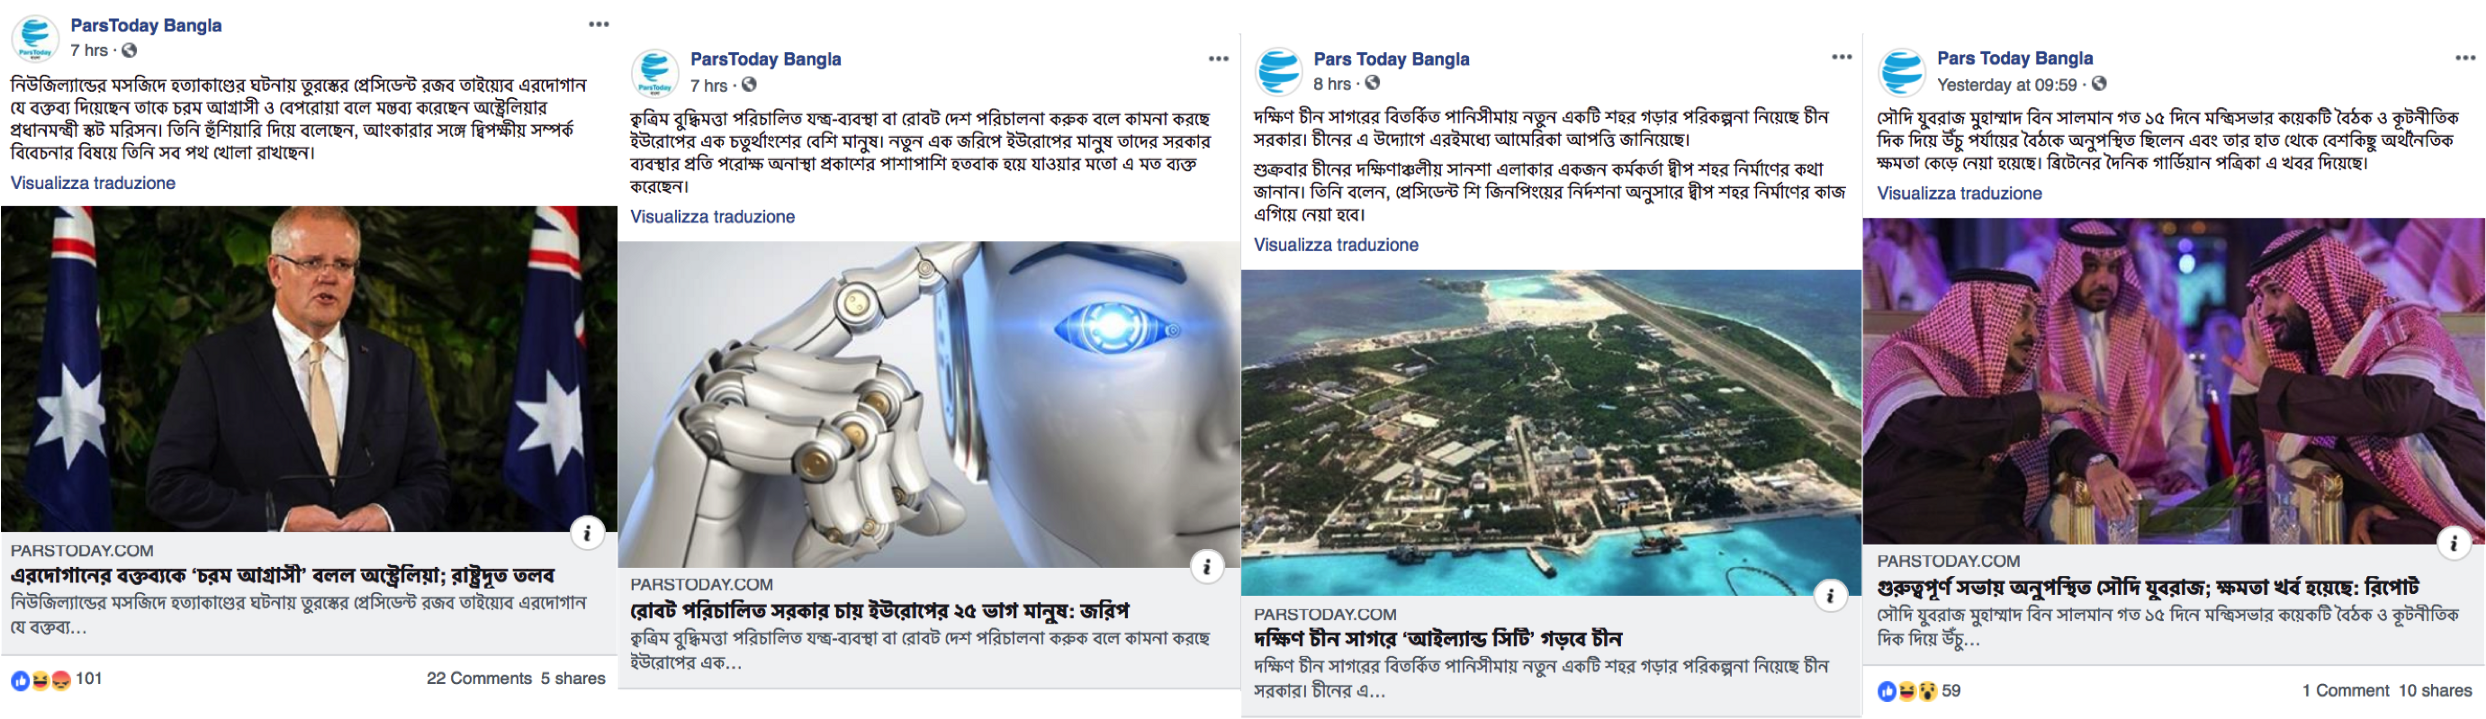 ParsToday Bangla
7 hrs
নিউজিল্যান্ডের মসজিদে হত্যাকাণ্ডের ঘটনায় তুরস্কের প্রেসিডেন্ট রজব তাইয়্যেব এরদোগান
যে বক্তব্য দিয়েছেন তাকে চরম আগ্রাসী ও বেপরোয়া বলে মন্তব্য করেছেন অস্ট্রেলিয়ার
প্রধানমন্ত্রী স্কট মরিসন। তিনি হুঁশিয়ারি দিয়ে বলেছেন, আংকারার সঙ্গে দ্বিপক্ষীয় সম্পর্ক
বিবেচনার বিষয়ে তিনি সব পথ খোলা রাখছেন।
Visualizza traduzione
PARSTODAY.COM
এরদোগানের বক্তব্যকে ‘চরম আগ্রাসী’ বলল অস্ট্রেলিয়া; রাষ্ট্রদূত তলব
নিউজিল্যান্ডের মসজিদে হত্যাকাণ্ডের ঘটনায় তুরস্কের প্রেসিডেন্ট রজব তাইয়্যেব এরদোগান
যে বক্তব্য...
101
22 Comments 5 shares
ParsToday Bangla
7 hrs
কৃত্রিম বুদ্ধিমত্তা পরিচালিত যন্ত্র-ব্যবস্থা বা রোবট দেশ পরিচালনা করুক বলে কামনা করছে
ইউরোপের এক চতুর্থাংশের বেশি মানুষ। নতুন এক জরিপে ইউরোপের মানুষ তাদের সরকার
ব্যবস্থার প্রতি পরোক্ষ অনাস্থা প্রকাশের পাশাপাশি হতবাক হয়ে যাওয়ার মতো এ মত ব্যক্ত
করেছেন।
Visualizza traduzione
PARSTODAY.COM
রোবট পরিচালিত সরকার চায় ইউরোপের ২৫ ভাগ মানুষ: জরিপ
কৃত্রিম বুদ্ধিমত্তা পরিচালিত যন্ত্র-ব্যবস্থা বা রোবট দেশ পরিচালনা করুক বলে কামনা করছে
ইউরোপের এক...
Pars Today Bangla
8 hrs
দক্ষিণ চীন সাগরের বিতর্কিত পানিসীমায় নতুন একটি শহর গড়ার পরিকল্পনা নিয়েছে চীন
সরকার। চীনের এ উদ্যোগে এরইমধ্যে আমেরিকা আপত্তি জানিয়েছে।
শুক্রবার চীনের দক্ষিণাঞ্চলীয় সানশা এলাকার একজন কর্মকর্তা দ্বীপ শহর নির্মাণের কথা
জানান। তিনি বলেন, প্রেসিডেন্ট শি জিনপিংয়ের নির্দশনা অনুসারে দ্বীপ শহর নির্মাণের কাজ
এগিয়ে নেয়া হবে।
Visualizza traduzione
PARSTODAY.COM
দক্ষিণ চীন সাগরে ‘আইল্যান্ড সিটি’ গড়বে চীন
দক্ষিণ চীন সাগরের বিতর্কিত পানিসীমায় নতুন একটি শহর গড়ার পরিকল্পনা নিয়েছে চীন
সরকার। চীনের এ...
Pars Today Bangla
Yesterday at 09:59
সৌদি যুবরাজ মুহাম্মাদ বিন সালমান গত ১৫ দিনে মন্ত্রিসভার কয়েকটি বৈঠক ও কূটনীতিক
দিক দিয়ে উঁচু পর্যায়ের বৈঠকে অনুপস্থিত ছিলেন এবং তার হাত থেকে বেশকিছু অর্থনৈতিক
ক্ষমতা কেড়ে নেয়া হয়েছে। ব্রিটেনের দৈনিক গার্ডিয়ান পত্রিকা এ খবর দিয়েছে।
Visualizza traduzione
PARSTODAY.COM
গুরুত্বপূর্ণ সভায় অনুপস্থিত সৌদি যুবরাজ; ক্ষমতা খর্ব হয়েছে: রিপোর্ট
সৌদি যুবরাজ মুহাম্মাদ বিন সালমান গত ১৫ দিনে মন্ত্রিসভার কয়েকটি বৈঠক ও কূটনীতিক
দিক দিয়ে উঁচু...
59
1 Comment 10 shares